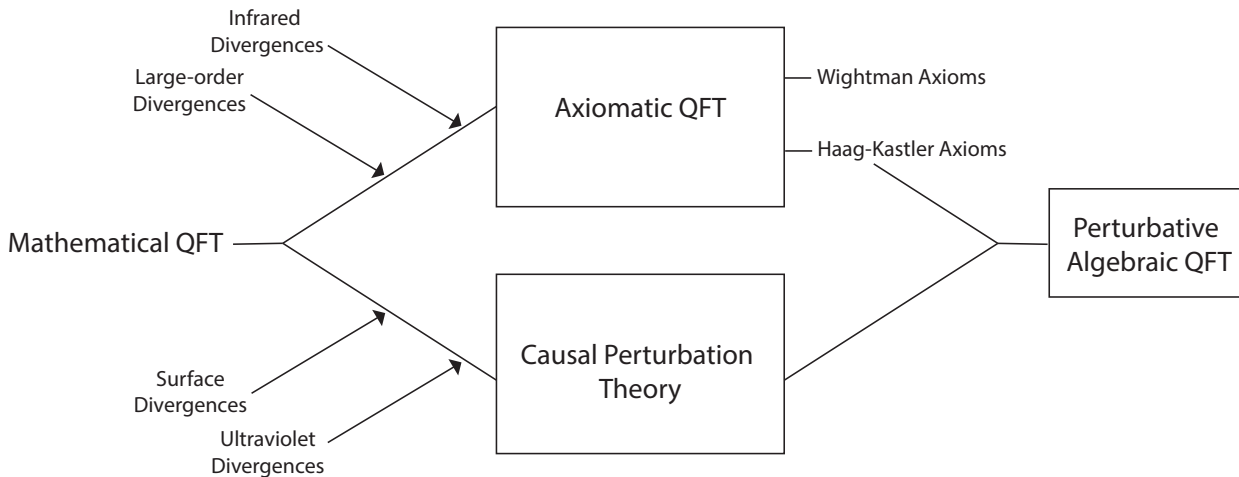 Infrared
Divergences
Large-order
Divergences
Axiomatic QFT
Wightman Axioms
Haag-Kastler Axioms
Mathematical QFT
Perturbative
Algebraic QFT
Surface
Divergences
Ultraviolet
Divergences
Causal Perturbation
Theory